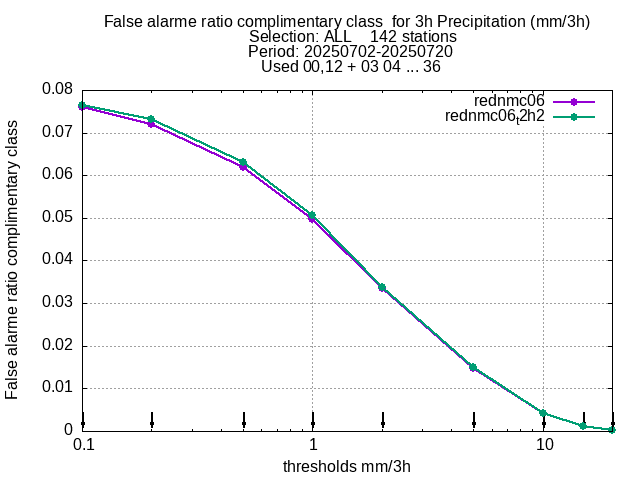 False alarme ratio complimentary class  for 3h Precipitation (mm/3h)
Selection: ALL    142 stations
Period: 20250702-20250720
Used 00,12 + 03 04 ... 36
rednmc06
rednmc06t2h2
False alarme ratio complimentary class
0.08
0.07
0.06
0.05
0.04
0.03
0.02
0.01
0
0.1
1
10
thresholds mm/3h